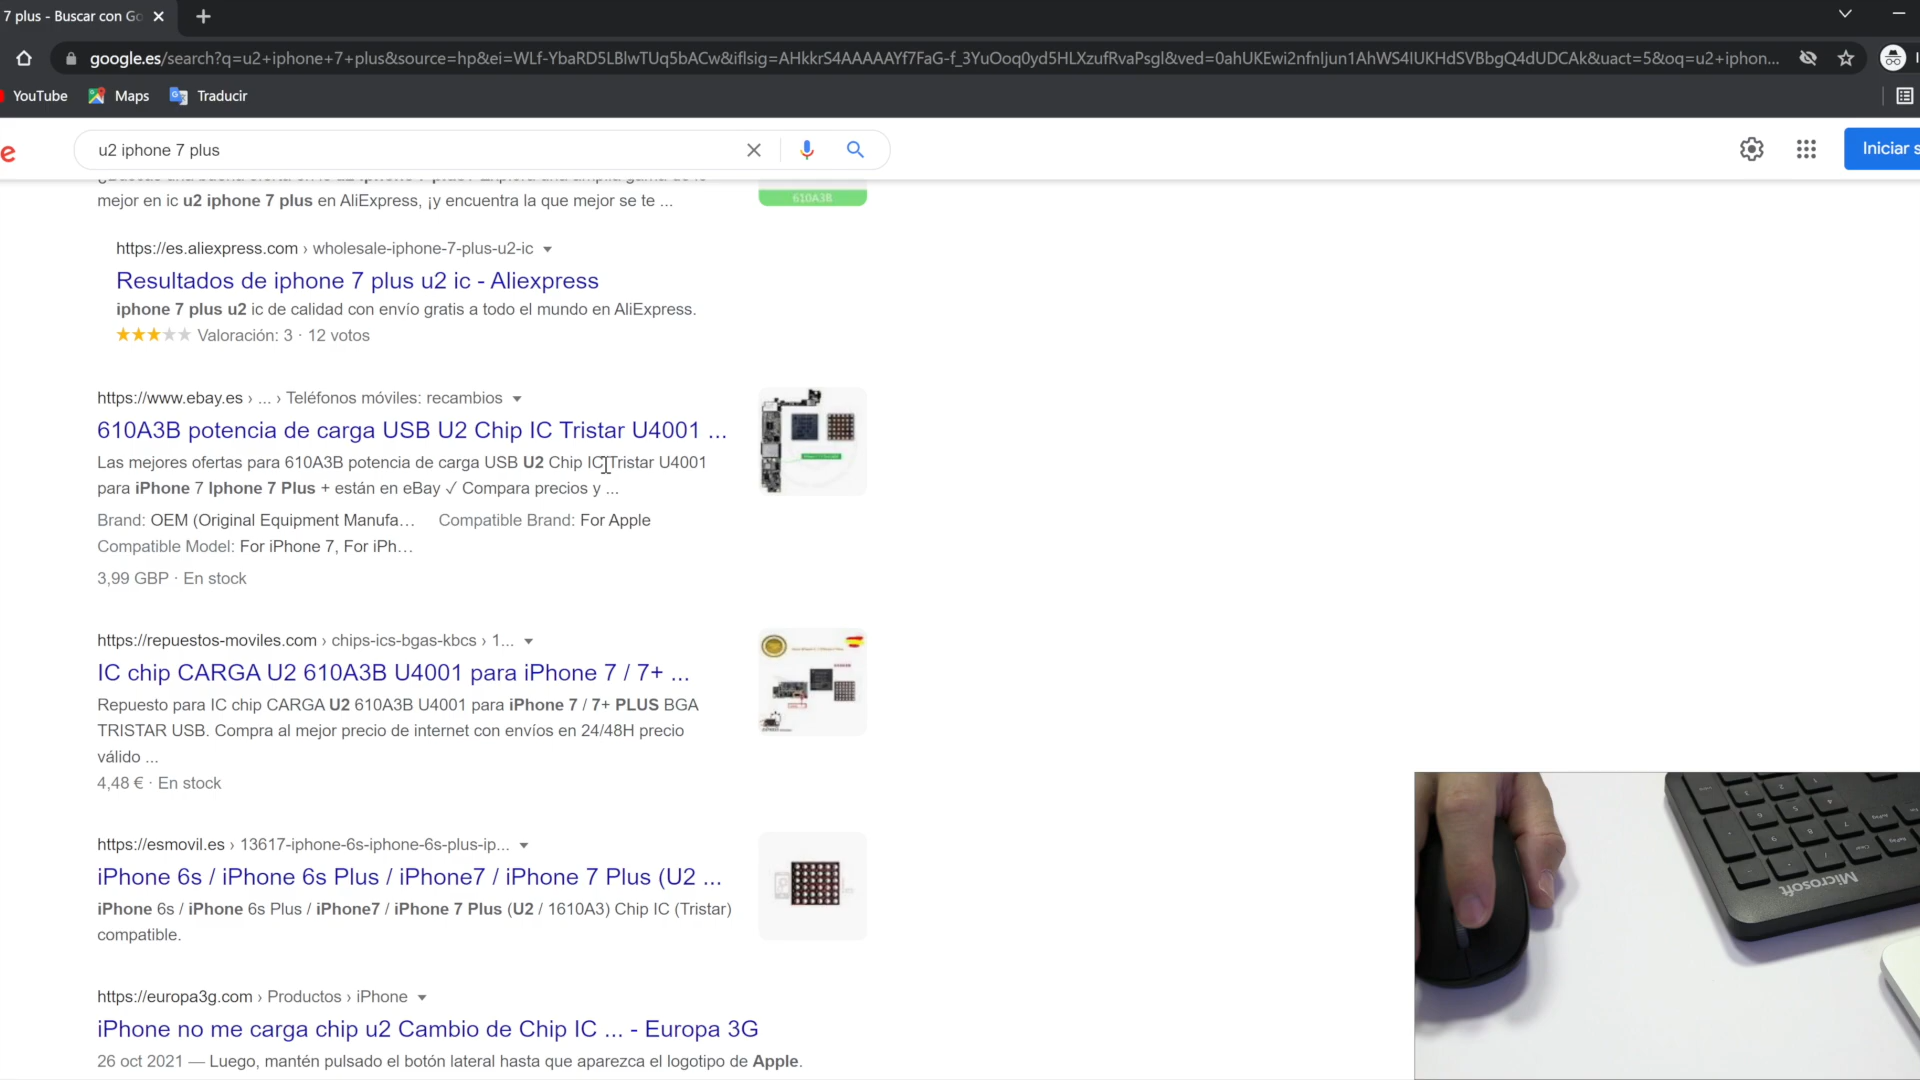 7 plus - Buscar con Go
google.es/search?q=u2+iphone+7+plus&source=hp&ei=WLf-YbaRD5LBlwTUq5bACw&iflsig=AHkkrS4AAAAAYf7FaG-f_3YuOoq0yd5HLXzufRvaPsgl&ved=0ahUKEwi2nfnIjun1AhWS4IUKHdSVBbgQ4dUDCAk&uact=5&oq=u2+iphon...
YouTube Maps Traducir
e u2 iphone 7 plus Iniciar s
mejor en ic u2 iphone 7 plus en AliExpress, ¡y encuentra la que mejor se te ...
610A3B
https://es.aliexpress.com › wholesale-iphone-7-plus-u2-ic
Resultados de iphone 7 plus u2 ic - Aliexpress
iphone 7 plus u2 ic de calidad con envío gratis a todo el mundo en AliExpress.
Valoración: 3 · 12 votos
https://www.ebay.es › ... › Teléfonos móviles: recambios
610A3B potencia de carga USB U2 Chip IC Tristar U4001 ...
Las mejores ofertas para 610A3B potencia de carga USB U2 Chip IC Tristar U4001
para iPhone 7 Iphone 7 Plus + están en eBay ✓ Compara precios y ...
Brand: OEM (Original Equipment Manufa... Compatible Brand: For Apple
Compatible Model: For iPhone 7, For iPh...
3,99 GBP · En stock
https://repuestos-moviles.com › chips-ics-bgas-kbcs › 1...
IC chip CARGA U2 610A3B U4001 para iPhone 7 / 7+ ...
Repuesto para IC chip CARGA U2 610A3B U4001 para iPhone 7 / 7+ PLUS BGA
TRISTAR USB. Compra al mejor precio de internet con envíos en 24/48H precio
válido ...
4,48 € · En stock
https://esmovil.es › 13617-iphone-6s-iphone-6s-plus-ip...
iPhone 6s / iPhone 6s Plus / iPhone7 / iPhone 7 Plus (U2 ...
iPhone 6s / iPhone 6s Plus / iPhone7 / iPhone 7 Plus (U2 / 1610A3) Chip IC (Tristar)
compatible.
https://europa3g.com › Productos › iPhone
iPhone no me carga chip u2 Cambio de Chip IC ... - Europa 3G
26 oct 2021 — Luego, mantén pulsado el botón lateral hasta que aparezca el logotipo de Apple.
Microsoft